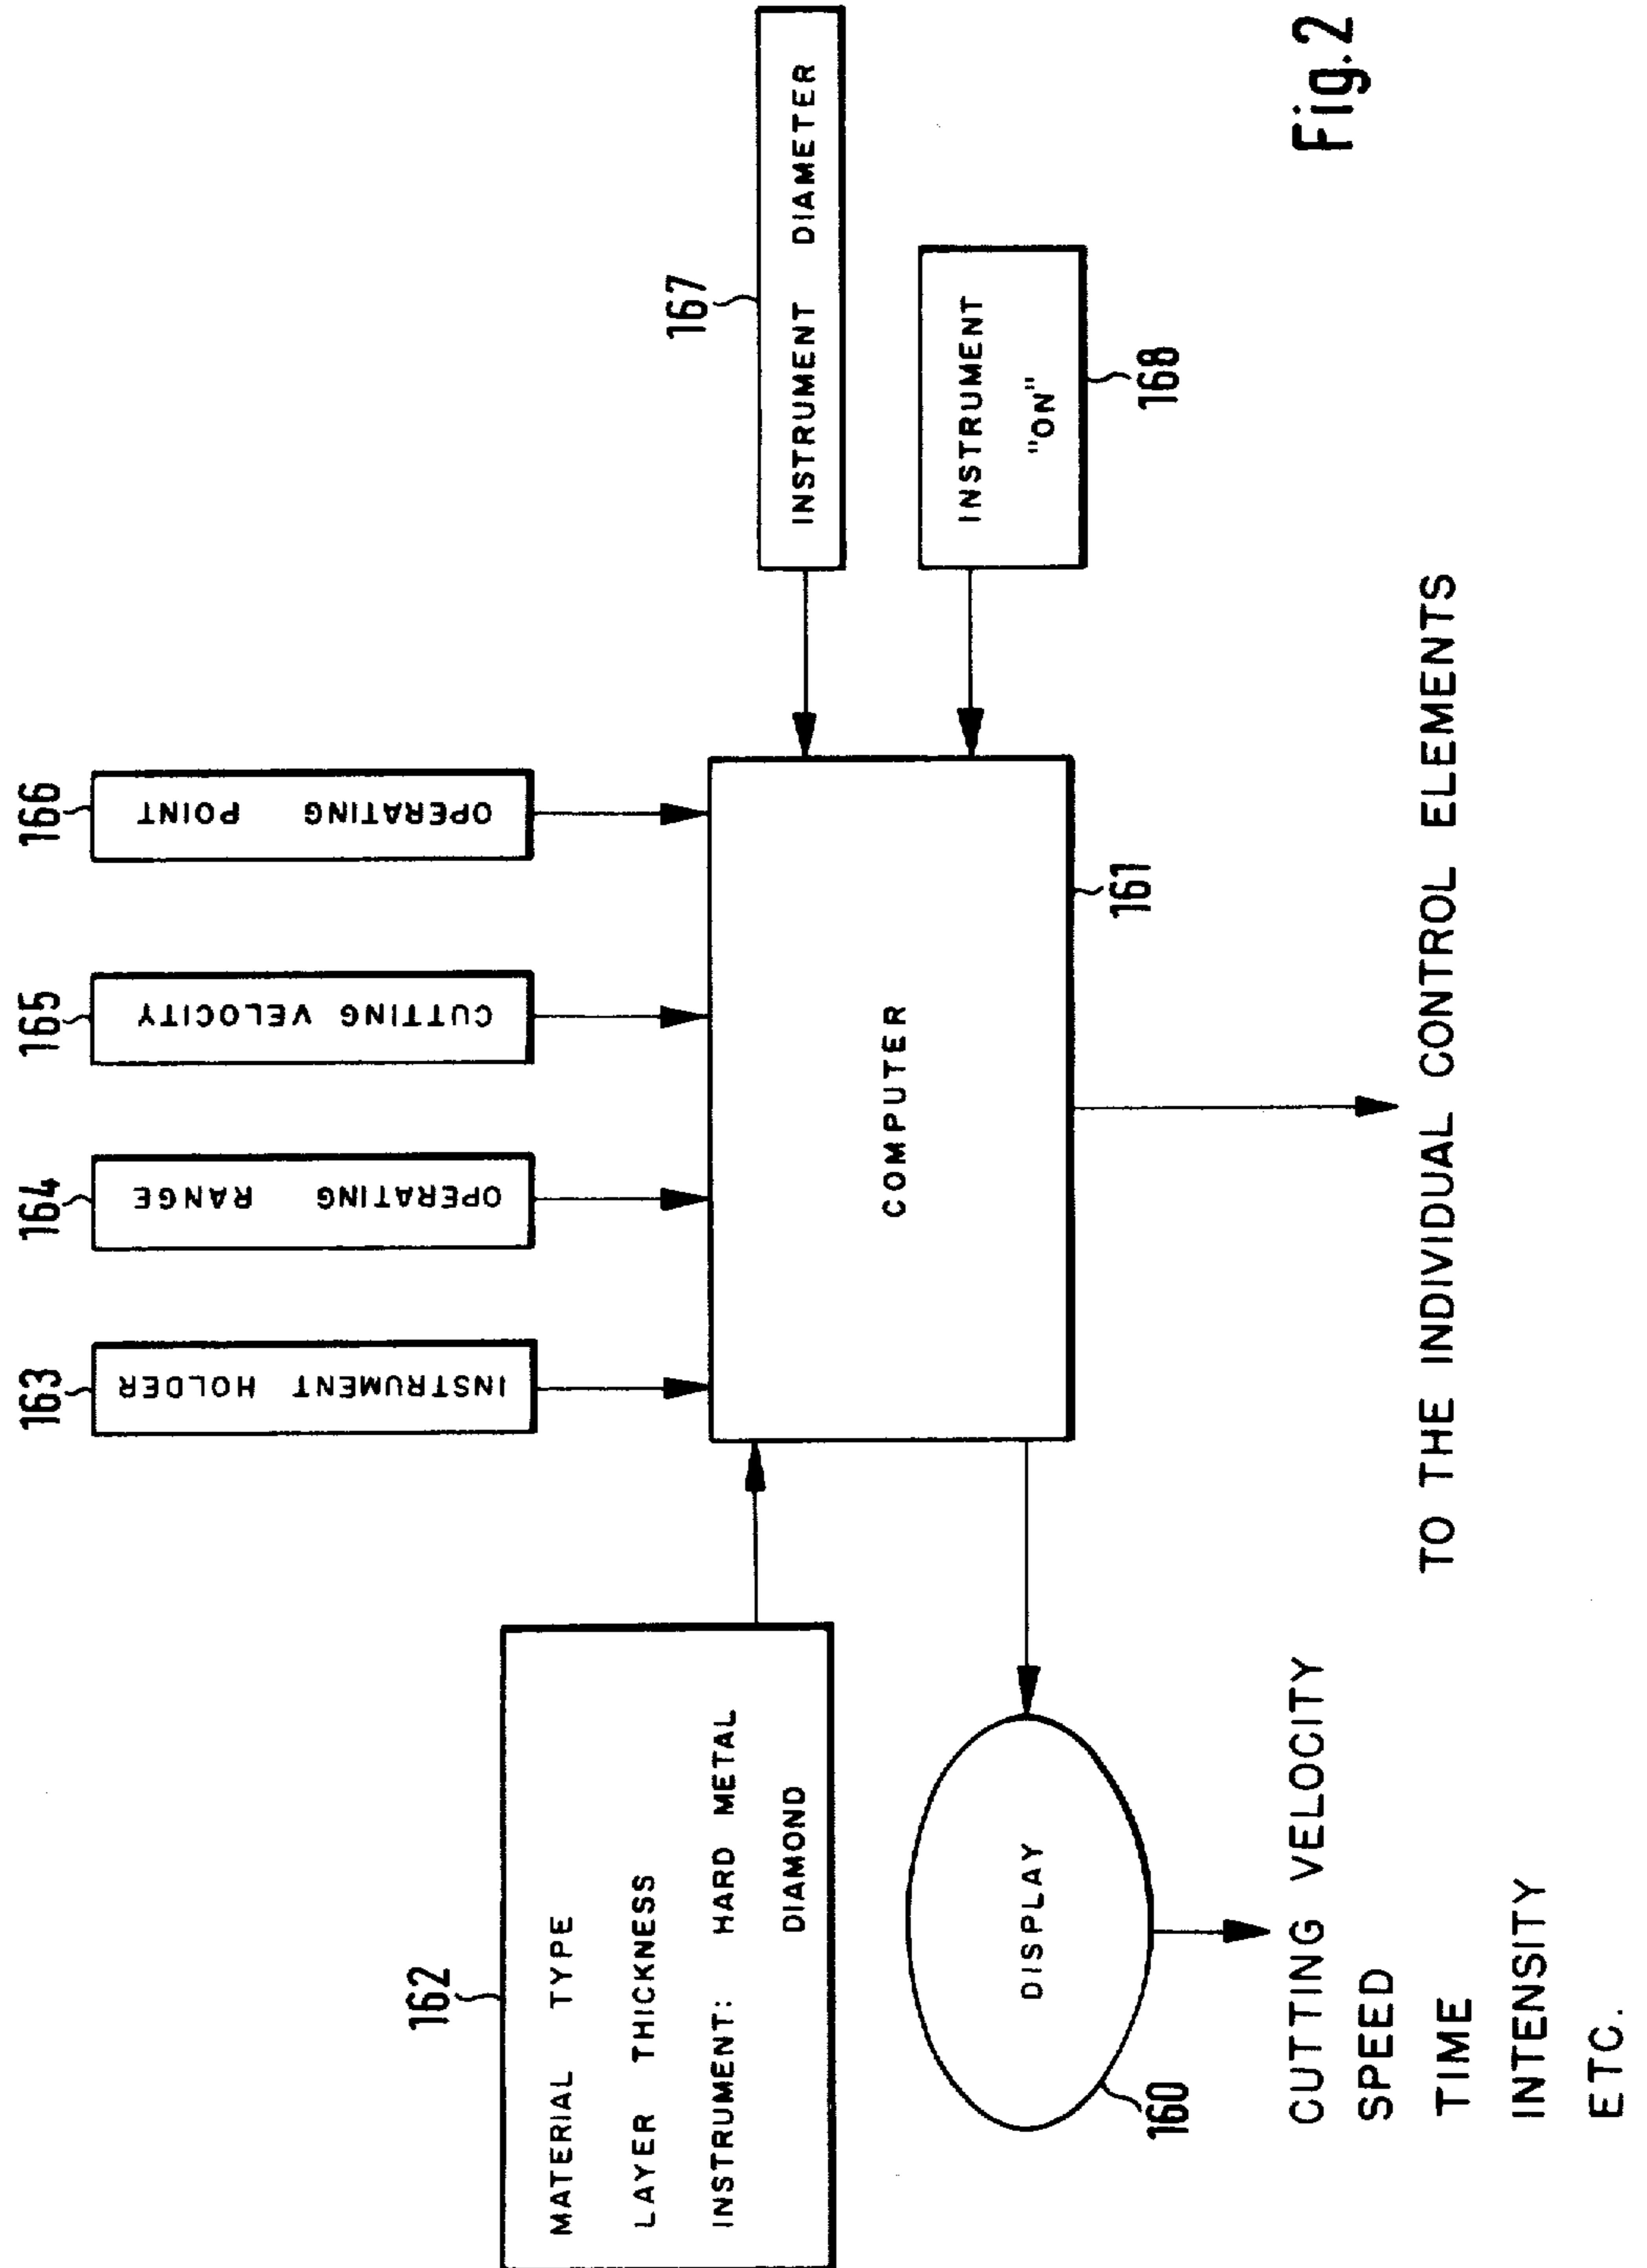 163
164
165
166
INSTRUMENT HOLDER
OPERATING RANGE
CUTTING VELOCITY
OPERATING POINT
162
MATERIAL TYPE
LAYER THICKNESS
INSTRUMENT: HARD METAL
DIAMOND
COMPUTER
161
167
INSTRUMENT DIAMETER
INSTRUMENT
"ON"
168
DISPLAY
160
CUTTING VELOCITY
SPEED
TIME
INTENSITY
ETC.
TO THE INDIVIDUAL CONTROL ELEMENTS
Fig.2